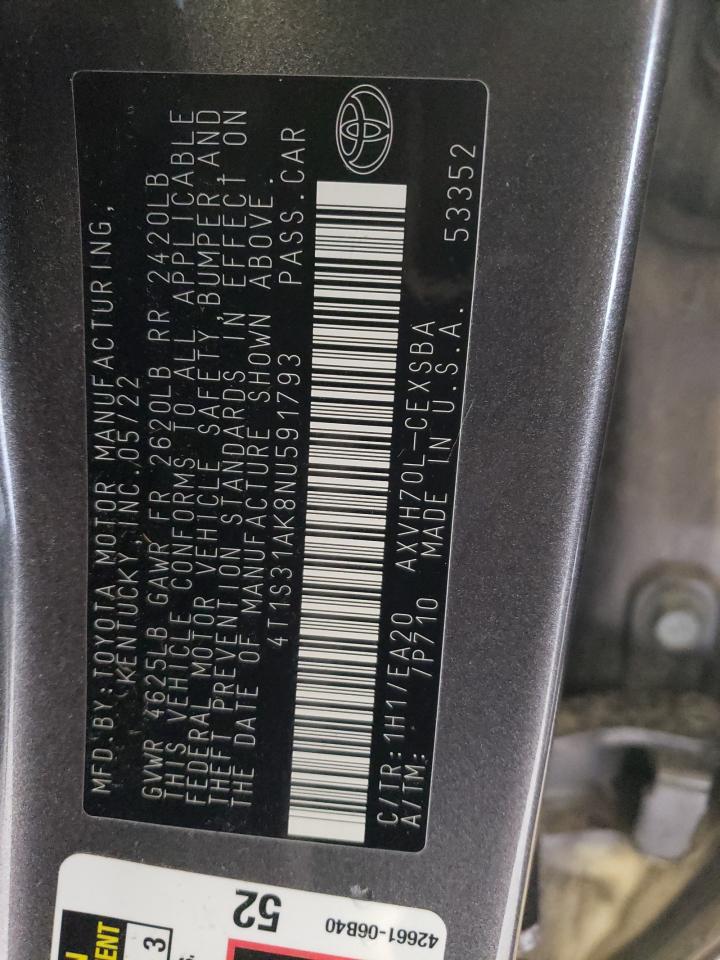 MFD. BY: TOYOTA MOTOR MANUFACTURING,
KENTUCKY, INC. 05/22
GVWR 4625LB GAWR FR 2620LB RR 2420LB
THIS VEHICLE CONFORMS TO ALL APPLICABLE
FEDERAL MOTOR VEHICLE SAFETY, BUMPER, AND
THEFT PREVENTION STANDARDS IN EFFECT ON
THE DATE OF MANUFACTURE SHOWN ABOVE.
4T1S31AK8NU591793 PASS. CAR
C/TR: 1H1/EA20 AXVH70L-CEXSBA
A/TM: 7P710 MADE IN U.S.A. 53352
52
42661-06B40
3